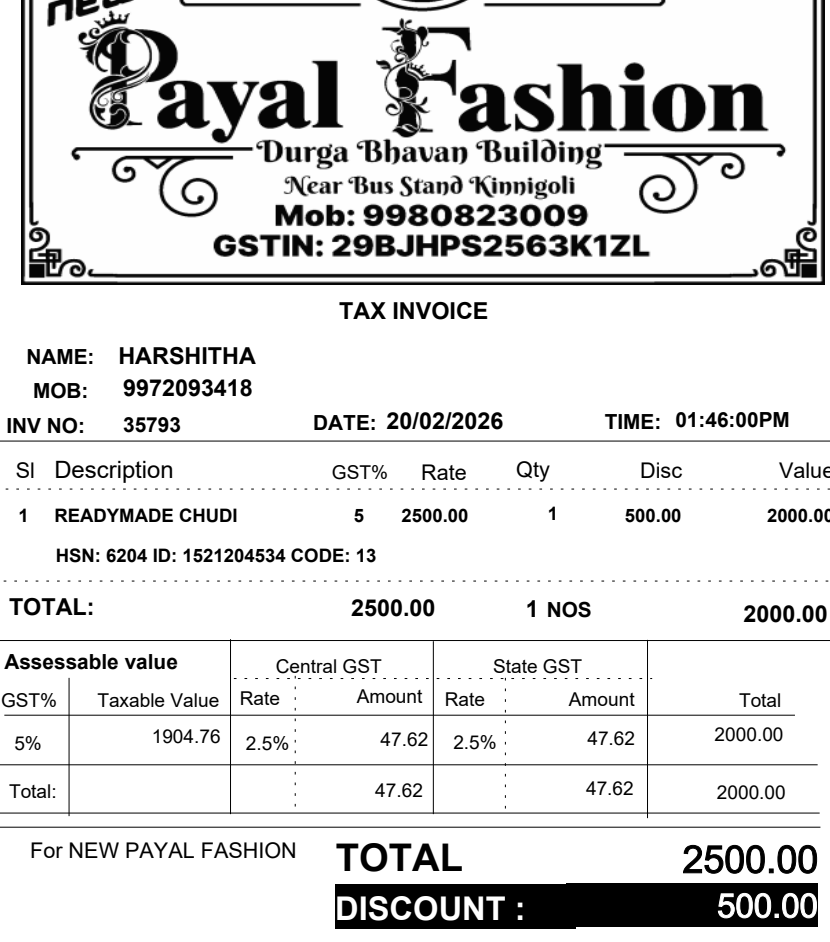 new
Payal Fashion
Durga Bhavan Building
Near Bus Stand Kinnigoli
Mob: 9980823009
GSTIN: 29BJHPS2563K1ZL
TAX INVOICE
NAME: HARSHITHA
MOB: 9972093418
INV NO: 35793 DATE: 20/02/2026 TIME: 01:46:00PM
Sl Description GST% Rate Qty Disc Value
1 READYMADE CHUDI 5 2500.00 1 500.00 2000.00
HSN: 6204 ID: 1521204534 CODE: 13
TOTAL: 2500.00 1 NOS 2000.00
Assessable value Central GST State GST
GST% Taxable Value Rate Amount Rate Amount Total
5% 1904.76 2.5% 47.62 2.5% 47.62 2000.00
Total: 47.62 47.62 2000.00
For NEW PAYAL FASHION TOTAL 2500.00
DISCOUNT : 500.00